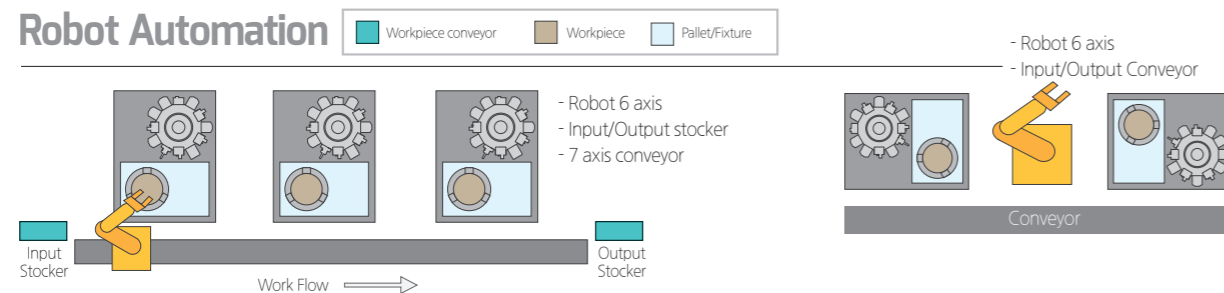 Robot Automation
Workpiece conveyor
Workpiece
Pallet/Fixture
- Robot 6 axis
- Input/Output stocker
- 7 axis conveyor
Input
Stocker
Output
Stocker
Work Flow
- Robot 6 axis
- Input/Output Conveyor
Conveyor